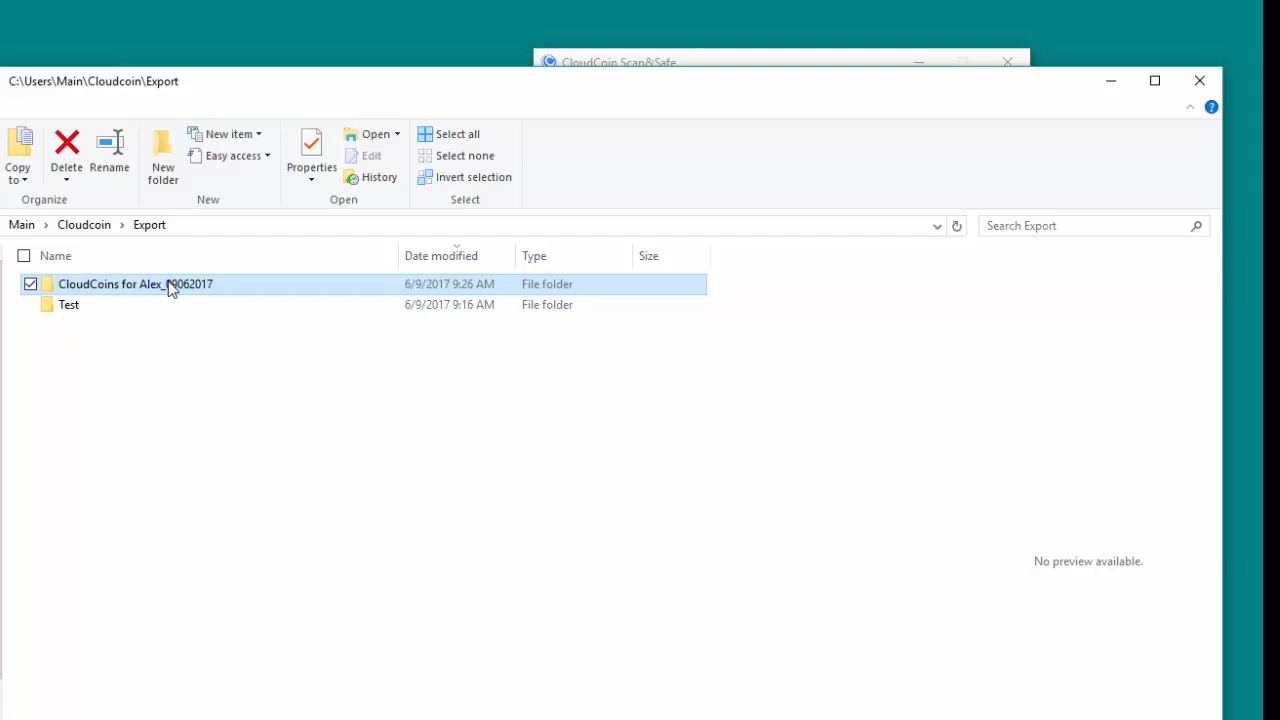 CloudCoin Scan&Safe
C:\Users\Main\Cloudcoin\Export
Copy to
Delete
Rename
New folder
New item
Easy access
Properties
Open
Edit
History
Select all
Select none
Invert selection
Organize
New
Open
Select
Main > Cloudcoin > Export
Search Export
Name
Date modified
Type
Size
CloudCoins for Alex_09062017 6/9/2017 9:26 AM File folder
Test 6/9/2017 9:16 AM File folder
No preview available.